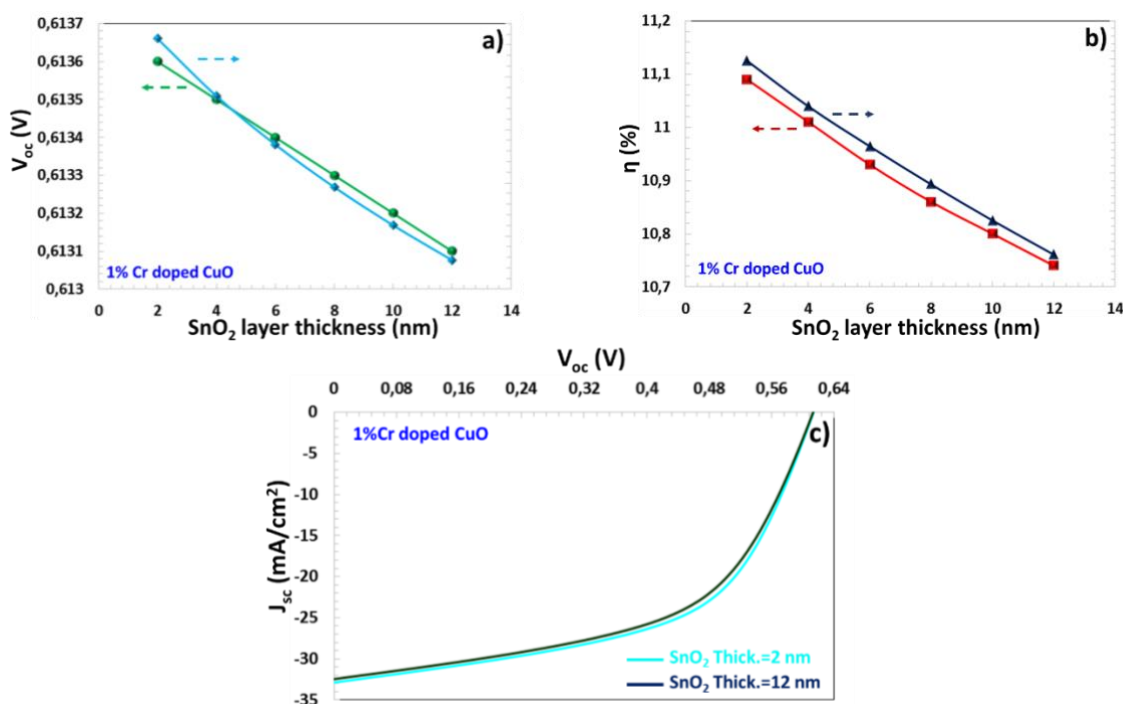 a)
0,6137
0,6136
0,6135
0,6134
0,6133
0,6132
0,6131
0,613
Voc (V)
1% Cr doped CuO
0 2 4 6 8 10 12 14
SnO2 layer thickness (nm)
b)
11,2
11,1
11
10,9
10,8
10,7
η (%)
1% Cr doped CuO
0 2 4 6 8 10 12 14
SnO2 layer thickness (nm)
Voc (V)
0 0,08 0,16 0,24 0,32 0,4 0,48 0,56 0,64
c)
1%Cr doped CuO
0
-5
-10
-15
-20
-25
-30
-35
Jsc (mA/cm2)
SnO2 Thick.=2 nm
SnO2 Thick.=12 nm